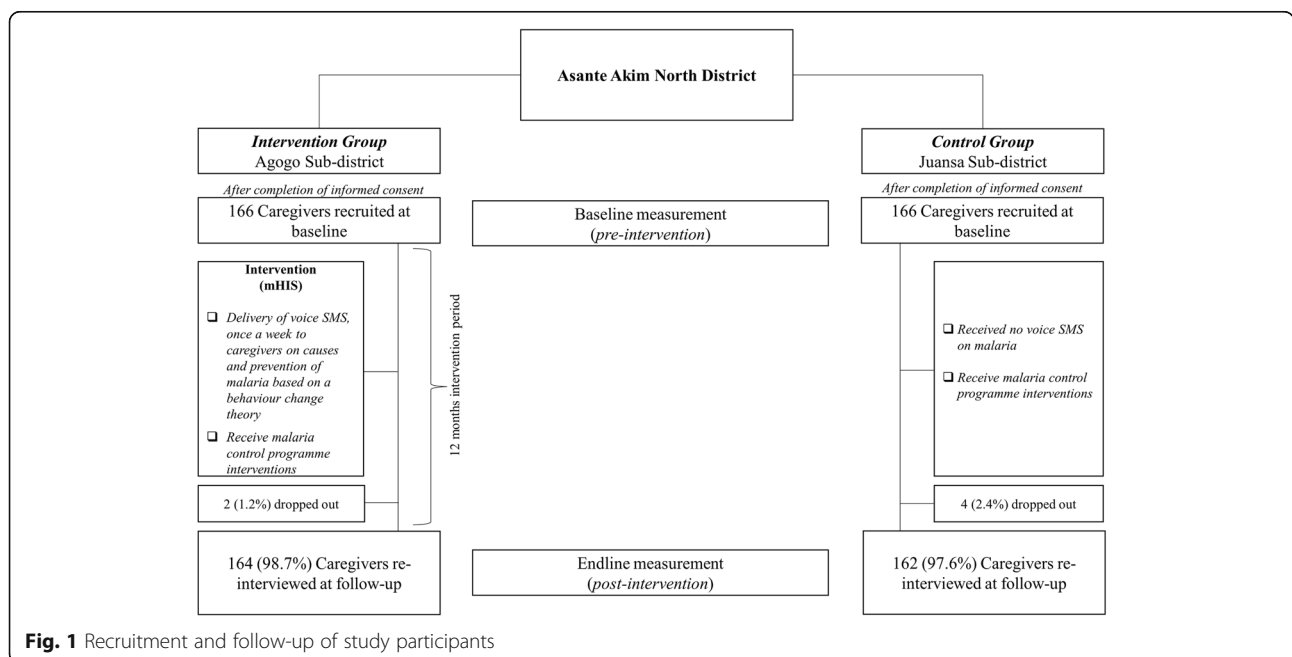 Asante Akim North District
Intervention Group
Agogo Sub-district
Control Group
Juansa Sub-district
After completion of informed consent
166 Caregivers recruited at
baseline
Baseline measurement
(pre-intervention)
After completion of informed consent
166 Caregivers recruited at
baseline
Intervention
(mHIS)
❑ Delivery of voice SMS,
once a week to
caregivers on causes
and prevention of
malaria based on a
behaviour change
theory
❑ Receive malaria
control programme
interventions
12 months intervention period
❑ Received no voice SMS
on malaria
❑ Receive malaria control
programme interventions
2 (1.2%) dropped out
4 (2.4%) dropped out
164 (98.7%) Caregivers re-
interviewed at follow-up
Endline measurement
(post-intervention)
162 (97.6%) Caregivers re-
interviewed at follow-up
Fig. 1 Recruitment and follow-up of study participants